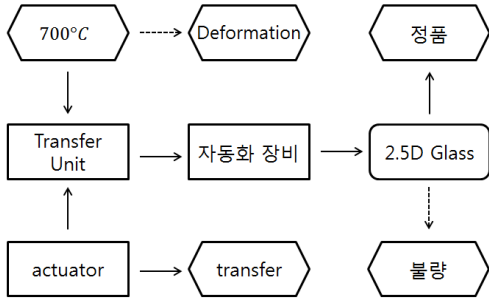 700°C
Deformation
정품
Transfer
Unit
자동화 장비
2.5D Glass
actuator
transfer
불량